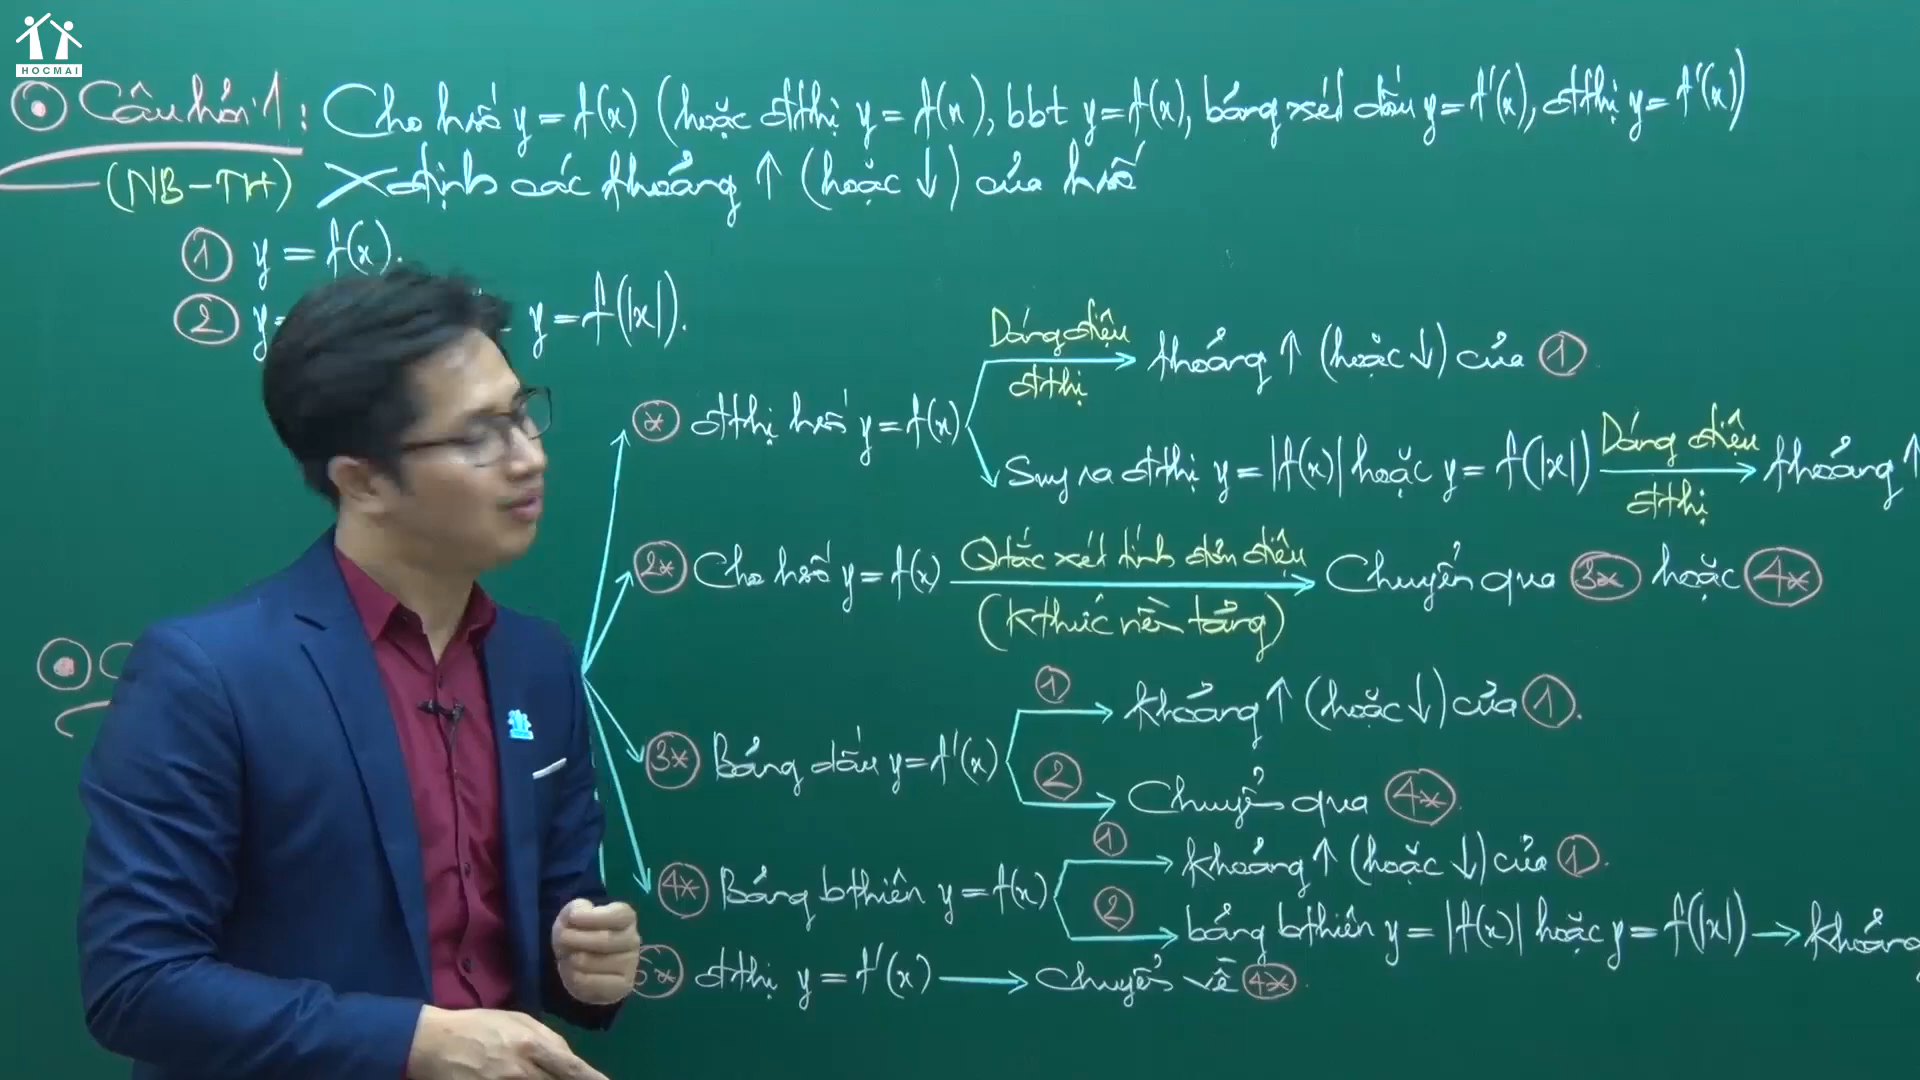 HOCMAI
Câu hỏi 1: Cho hsố y = f(x) (hoặc đthị y = f(x), bbt y = f(x), bảng xét dấu y = f'(x), đthị y = f'(x))
(NB-TH) Xđịnh các khoảng ↑ (hoặc ↓) của hsố
① y = f(x).
② y= y = f(|x|).
Dáng điệu
đthị
khoảng ↑ (hoặc ↓) của ①
* đthị hsố y = f(x)
Suy ra đthị y = |f(x)| hoặc y = f(|x|)
Dáng điệu
đthị
khoảng ↑
2* Cho hsố y = f(x)
Qtắc xét tính đơn điệu
(kthức nền tảng)
Chuyển qua 3* hoặc 4*
3* Bảng dấu y = f'(x)
① khoảng ↑ (hoặc ↓) của ①.
② Chuyển qua 4*.
4* Bảng bthiên y = f(x)
① khoảng ↑ (hoặc ↓) của ①.
② bảng bthiên y = |f(x)| hoặc y = f(|x|) → khoảng
5* đthị y = f'(x) → chuyển về 4*.